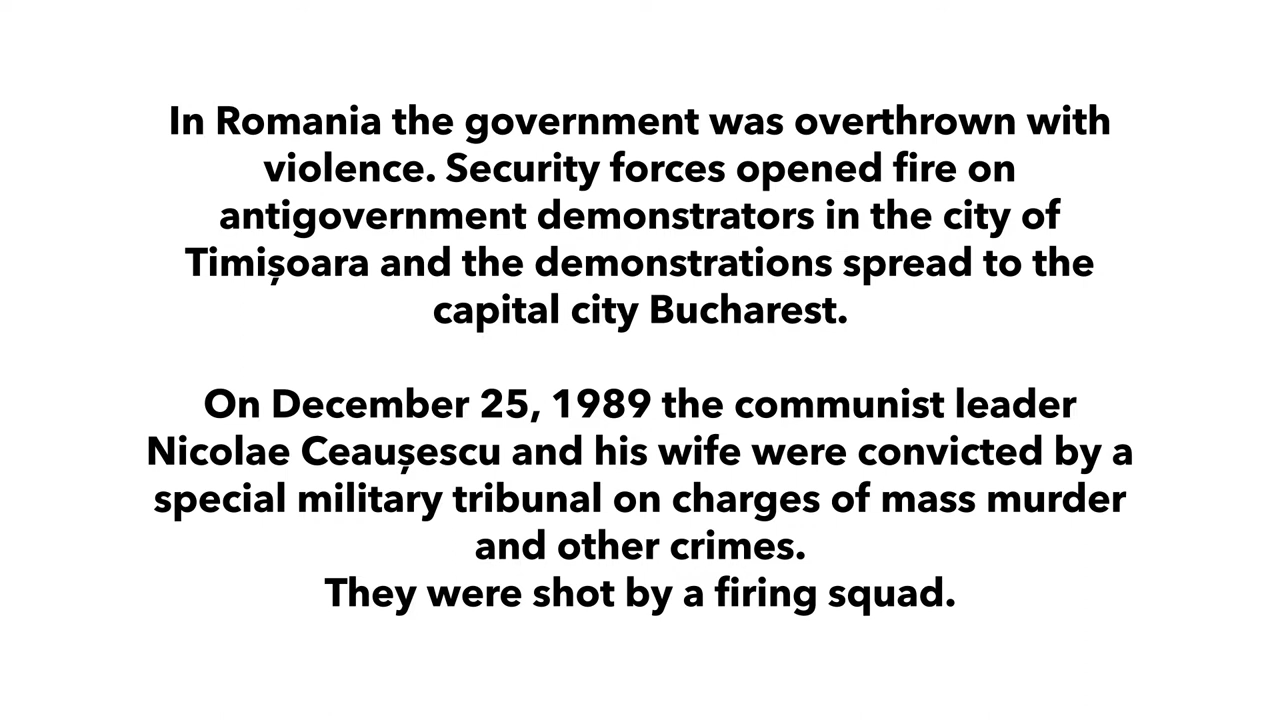 In Romania the government was overthrown with
violence. Security forces opened fire on
antigovernment demonstrators in the city of
Timișoara and the demonstrations spread to the
capital city Bucharest.
On December 25, 1989 the communist leader
Nicolae Ceaușescu and his wife were convicted by a
special military tribunal on charges of mass murder
and other crimes.
They were shot by a firing squad.